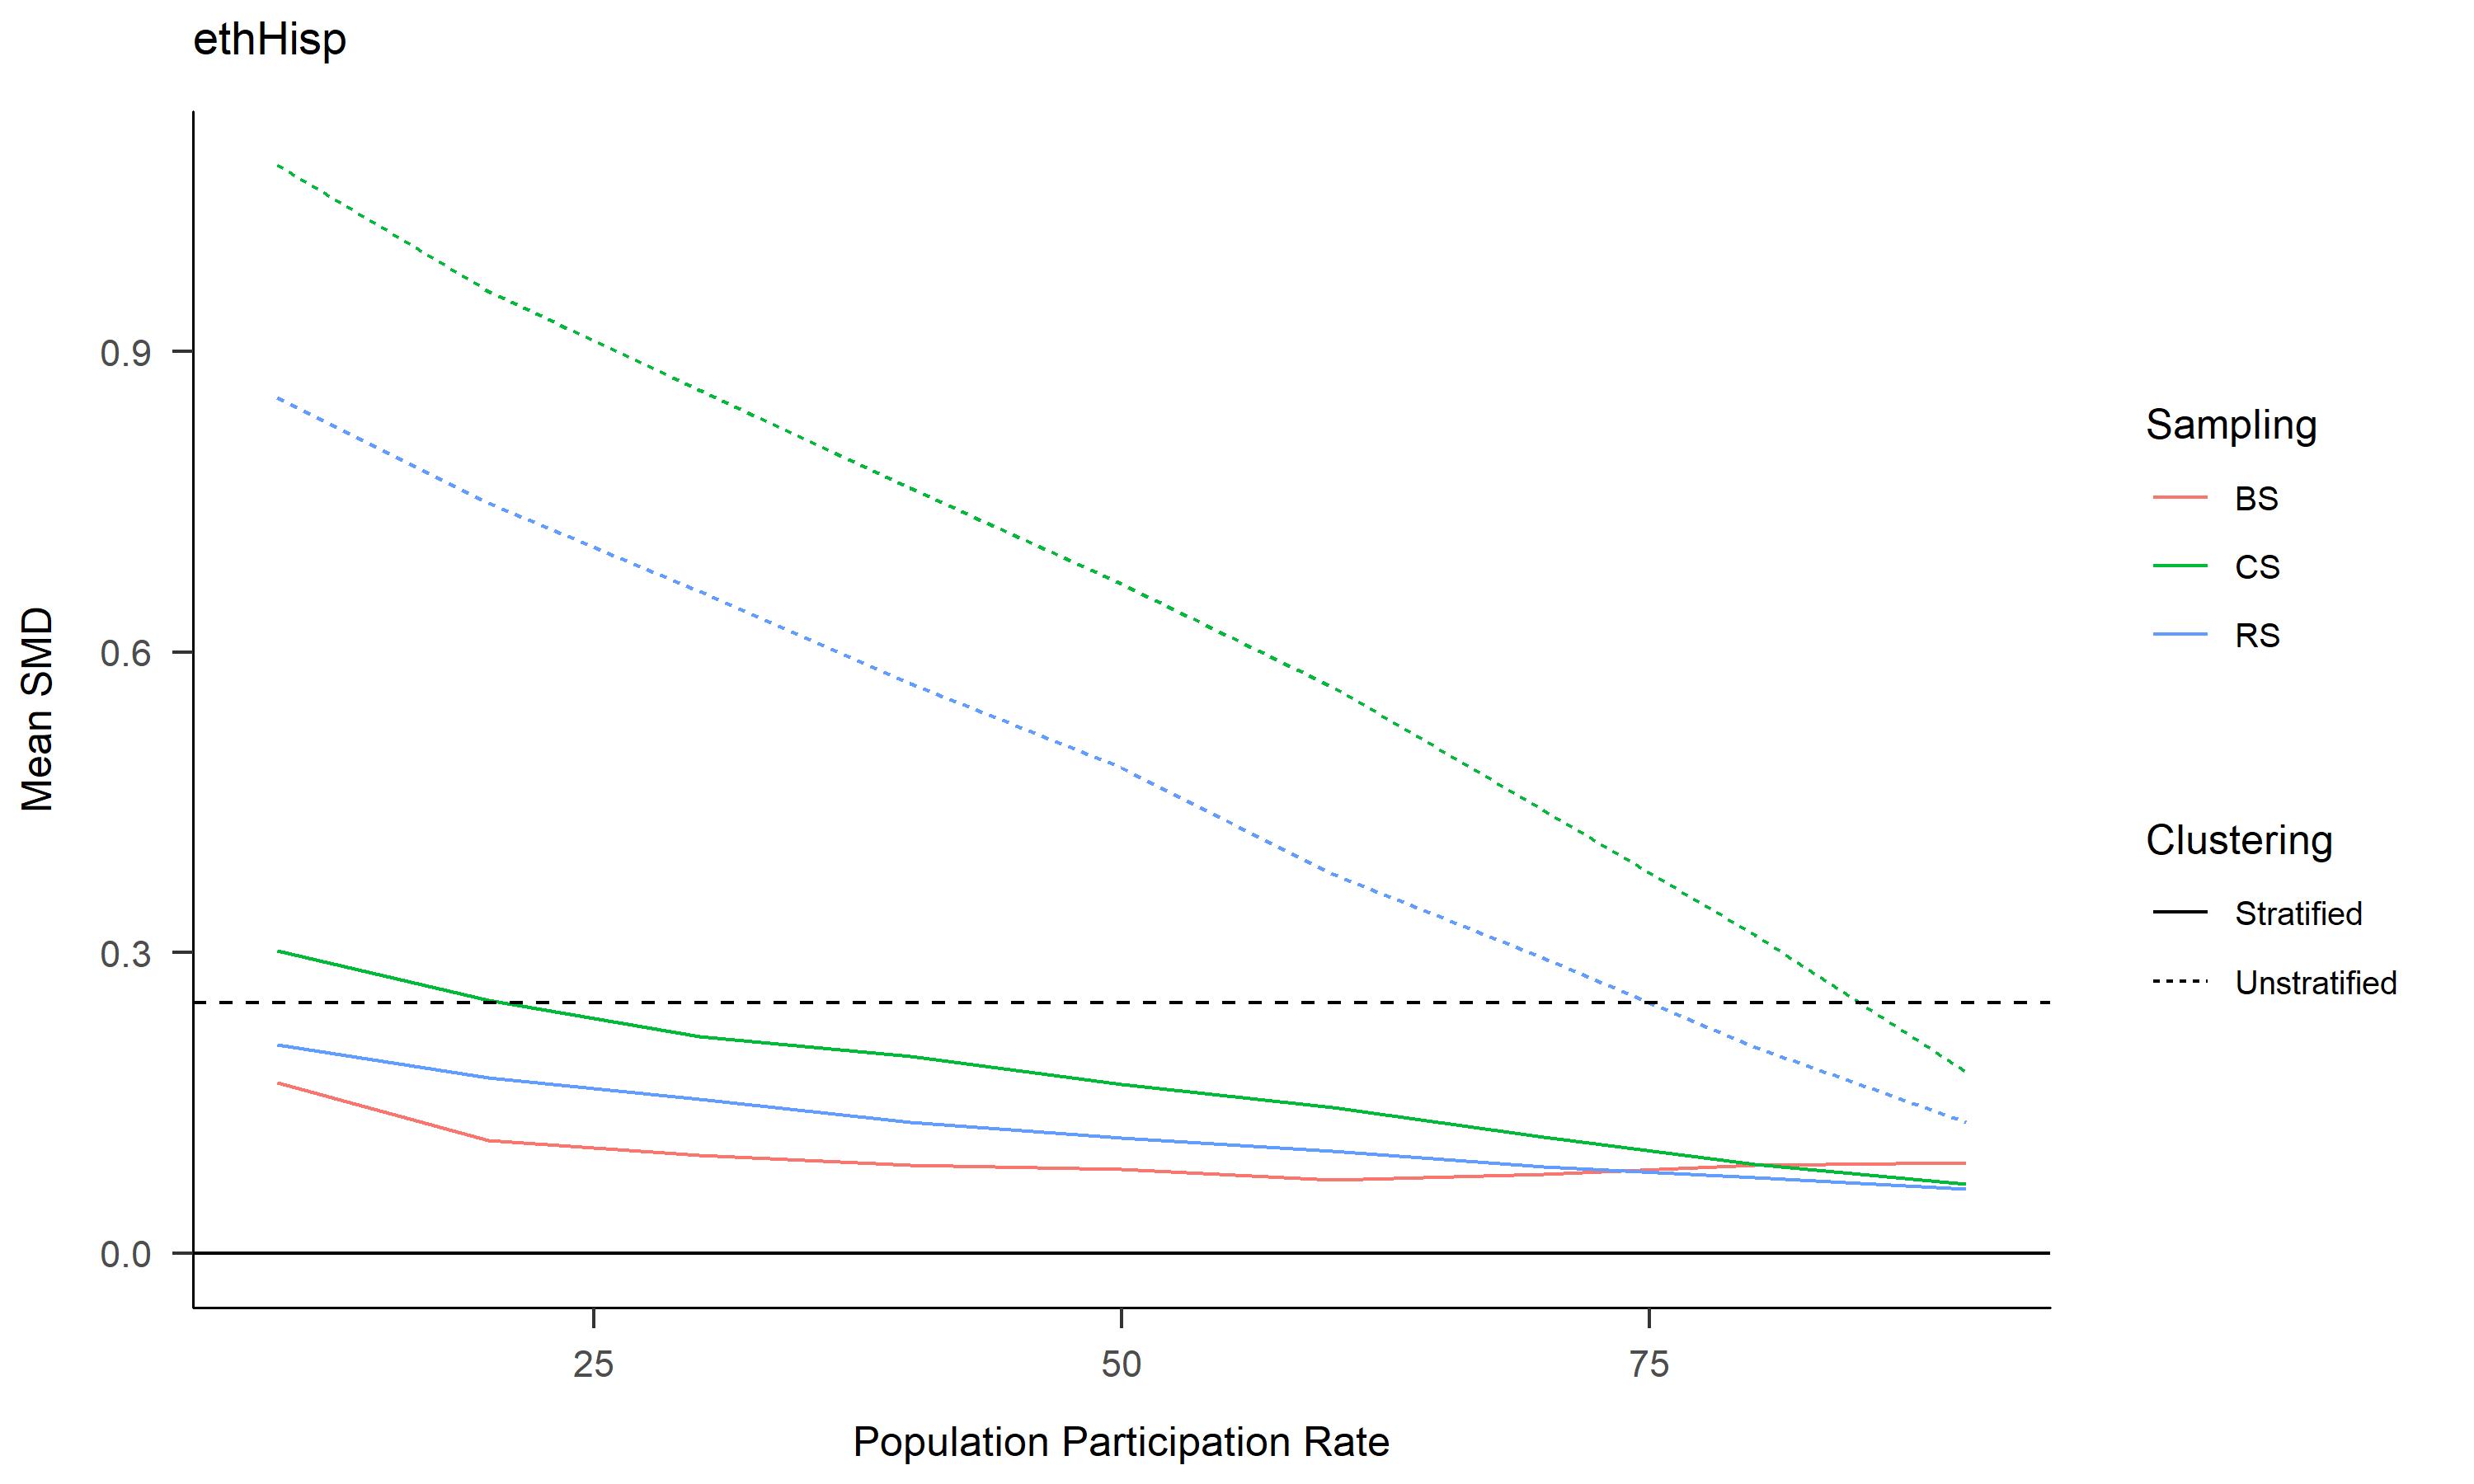 ethHisp
Mean SMD
0.9
0.6
0.3
0.0
25 50 75
Population Participation Rate
Sampling
BS
CS
RS
Clustering
Stratified
Unstratified